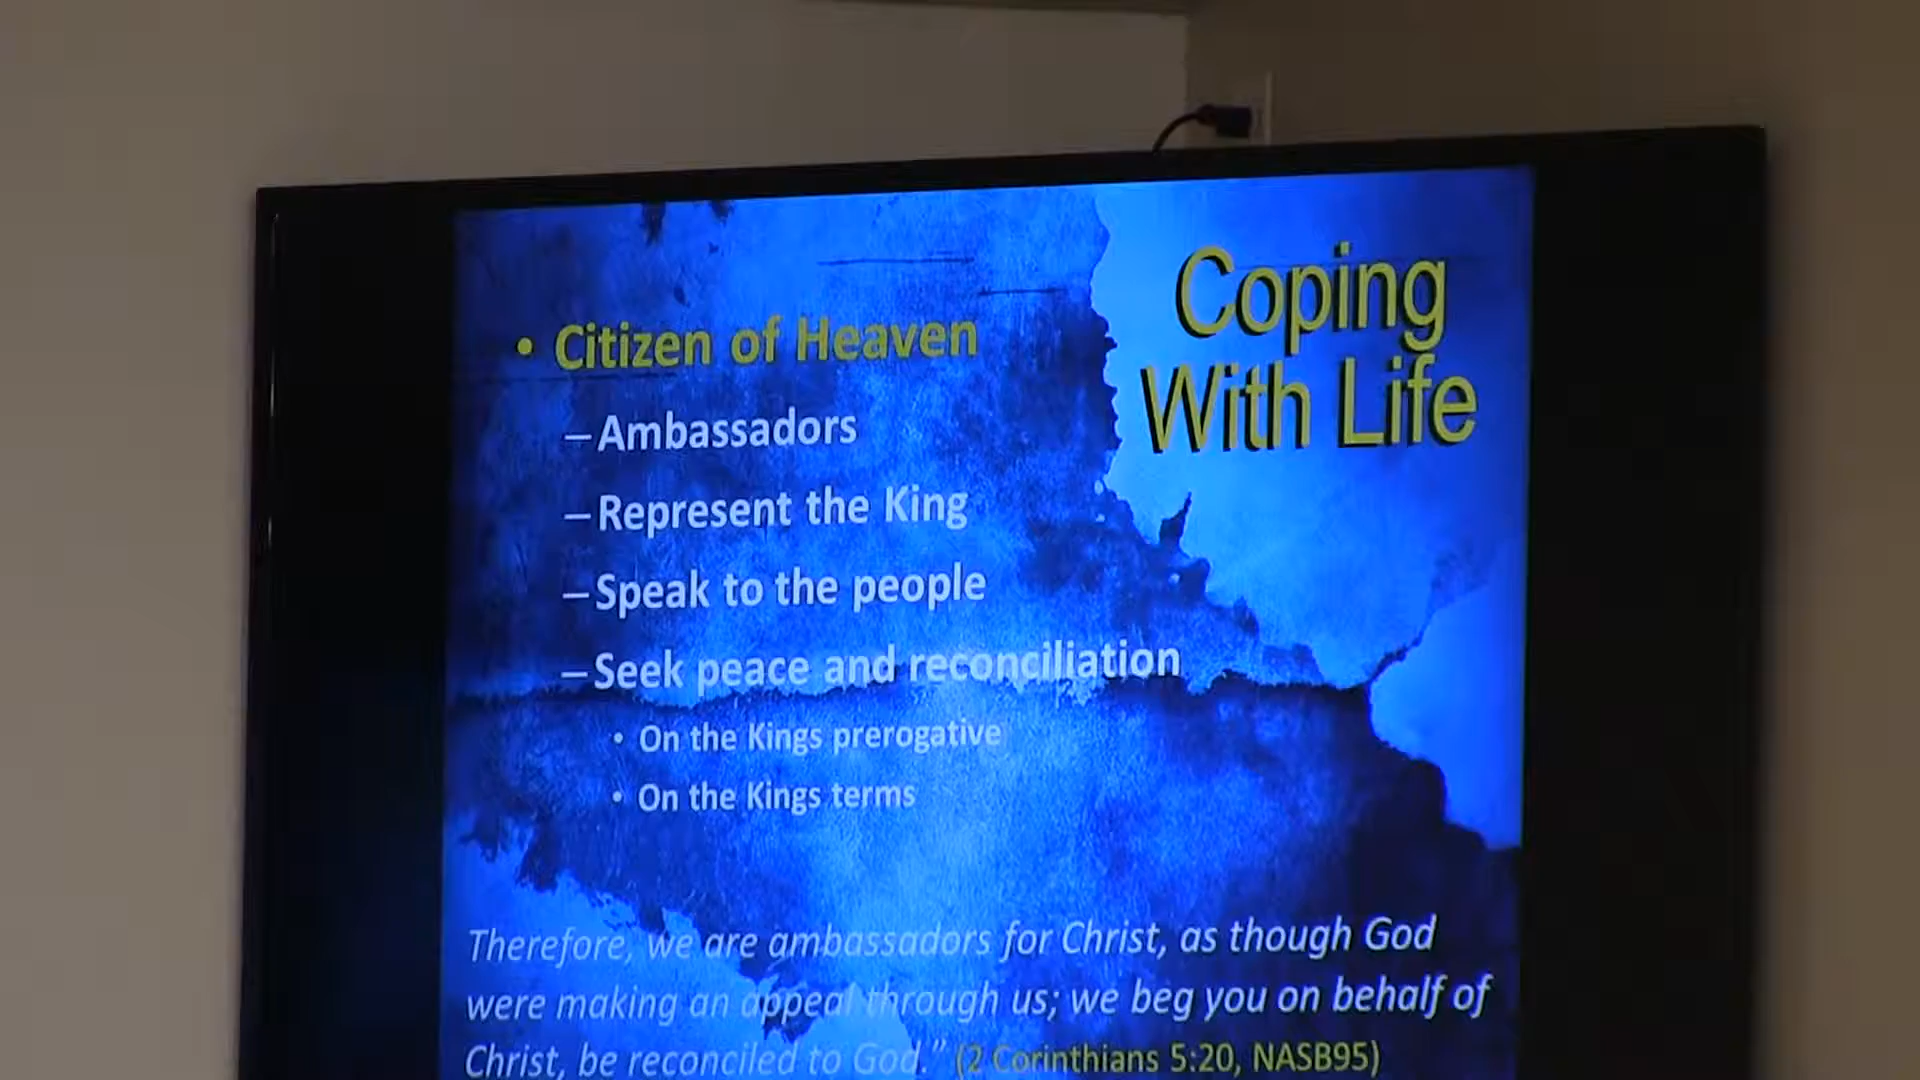 Coping
With Life
• Citizen of Heaven
–Ambassadors
–Represent the King
–Speak to the people
–Seek peace and reconciliation
• On the Kings prerogative
• On the Kings terms
Therefore, we are ambassadors for Christ, as though God
were making an appeal through us; we beg you on behalf of
Christ, be reconciled to God.” (2 Corinthians 5:20, NASB95)